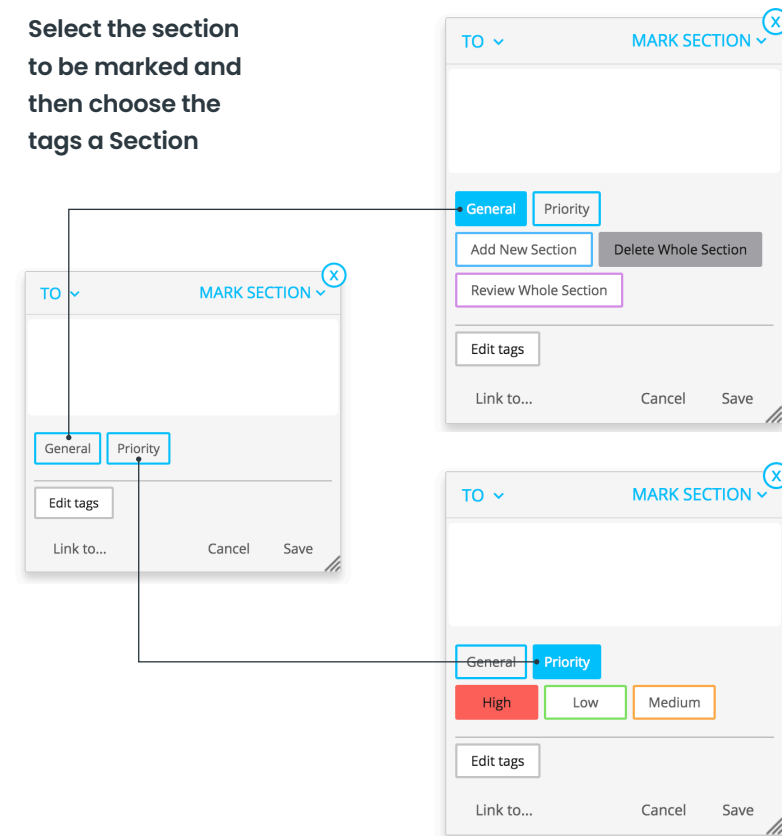 Select the section
to be marked and
then choose the
tags a Section
TO MARK SECTION X
General Priority
Add New Section Delete Whole Section
Review Whole Section
Edit tags
Link to... Cancel Save
TO MARK SECTION X
General Priority
Edit tags
Link to... Cancel Save
TO MARK SECTION X
General Priority
High Low Medium
Edit tags
Link to... Cancel Save